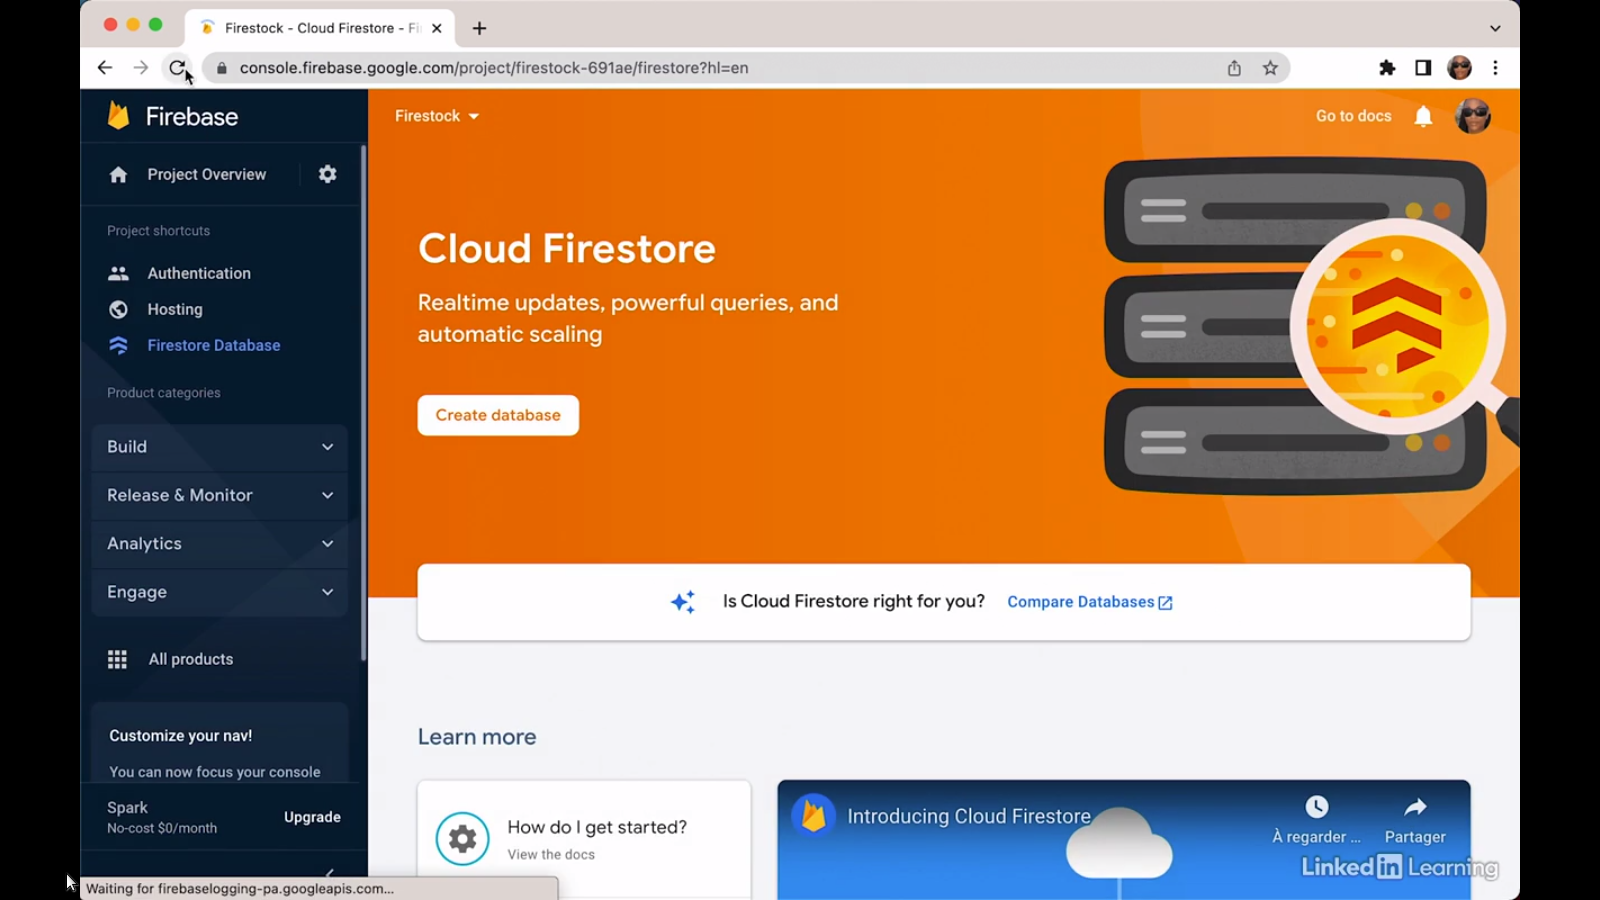 Firestock - Cloud Firestore - Fi
console.firebase.google.com/project/firestock-691ae/firestore?hl=en
Firebase
Firestock
Go to docs
Project Overview
Project shortcuts
Authentication
Hosting
Firestore Database
Product categories
Build
Release & Monitor
Analytics
Engage
All products
Customize your nav!
You can now focus your console
Spark
No-cost $0/month
Upgrade
Waiting for firebaselogging-pa.googleapis.com...
Cloud Firestore
Realtime updates, powerful queries, and
automatic scaling
Create database
Is Cloud Firestore right for you? Compare Databases
Learn more
How do I get started?
View the docs
Introducing Cloud Firestore
À regarder ...
Partager
LinkedIn Learning